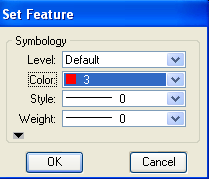 Set Feature
Symbology
Level: Default
Color: 3
Style: 0
Weight: 0
OK Cancel